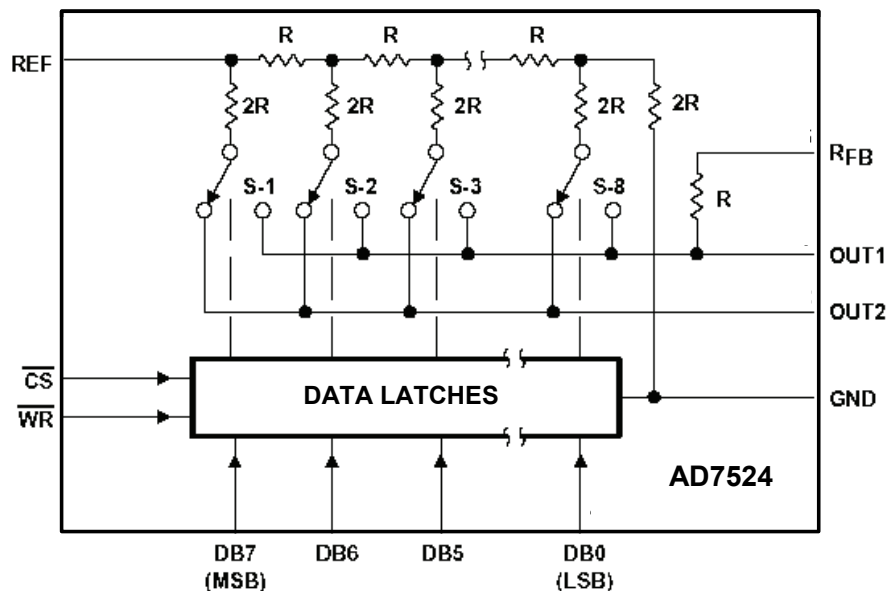 R R R
REF
2R 2R 2R 2R 2R
RFB
S-1 S-2 S-3 S-8
R
OUT1
OUT2
CS
DATA LATCHES
GND
WR
AD7524
DB7 DB6 DB5 DB0
(MSB) (LSB)